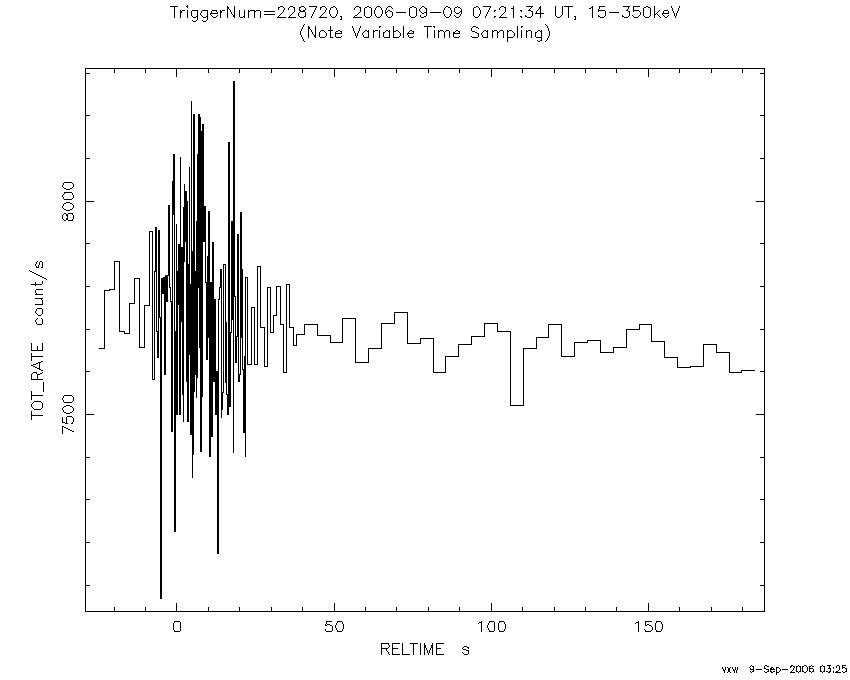 TriggerNum=228720, 2006-09-09 07:21:34 UT, 15-350keV
(Note Variable Time Sampling)
8000
7500
TOT_RATE count/s
0 50 100 150
RELTIME s
vxw 9-Sep-2006 03:25